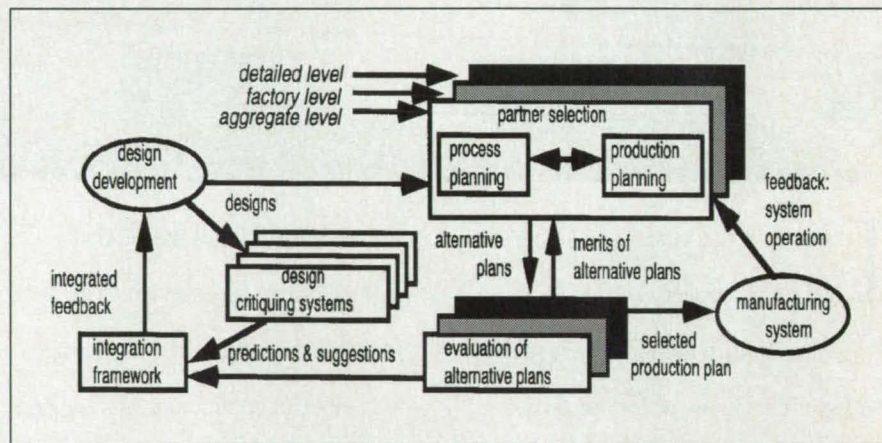 detailed level
factory level
aggregate level
partner selection
process
planning
production
planning
design
development
designs
feedback:
system
operation
alternative
plans
merits of
alternative plans
integrated
feedback
design
critiquing systems
manufacturing
system
integration
framework
predictions & suggestions
evaluation of
alternative plans
selected
production plan